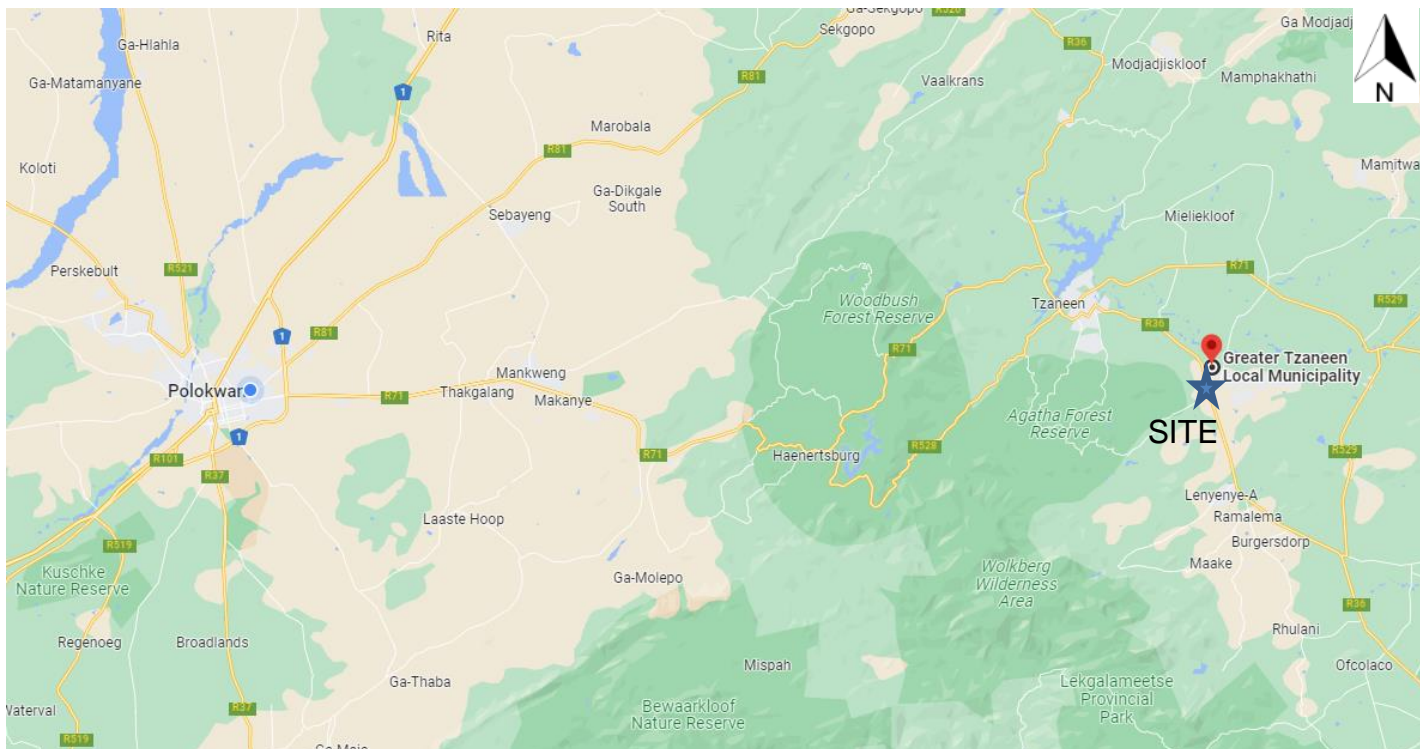 Ga-Sekgopo
R526
Ga Modjadj
Ga-Hlahla
Rita
Sekgopo
R36
Modjadjiskloof
Ga-Matamanyane
1
R81
Vaalkrans
Mamphakhathi
N
Marobala
Koloti
R81
Mamitwa
Ga-Dikgale
South
Sebayeng
Mieliekloof
Perskebult
R521
R71
Woodbush
Forest Reserve
Tzaneen
R529
1
R81
R36
R71
Greater Tzaneen
Local Municipality
Mankweng
Polokwan
R71
Thakgalang
Makanye
Agatha Forest
Reserve
SITE
1
R101
R37
R71
Haenertsburg
R528
R529
Lenyenye-A
Laaste Hoop
Ramalema
R519
Burgersdorp
Kuschke
Nature Reserve
Ga-Molepo
Wolkberg
Wilderness
Area
Maake
R36
Regenoeg
Broadlands
Rhulani
Mispah
Ofcolaco
Ga-Thaba
Lekgalameetse
Provincial
Park
Waterval
R37
Bewaarkloof
Nature Reserve
R519